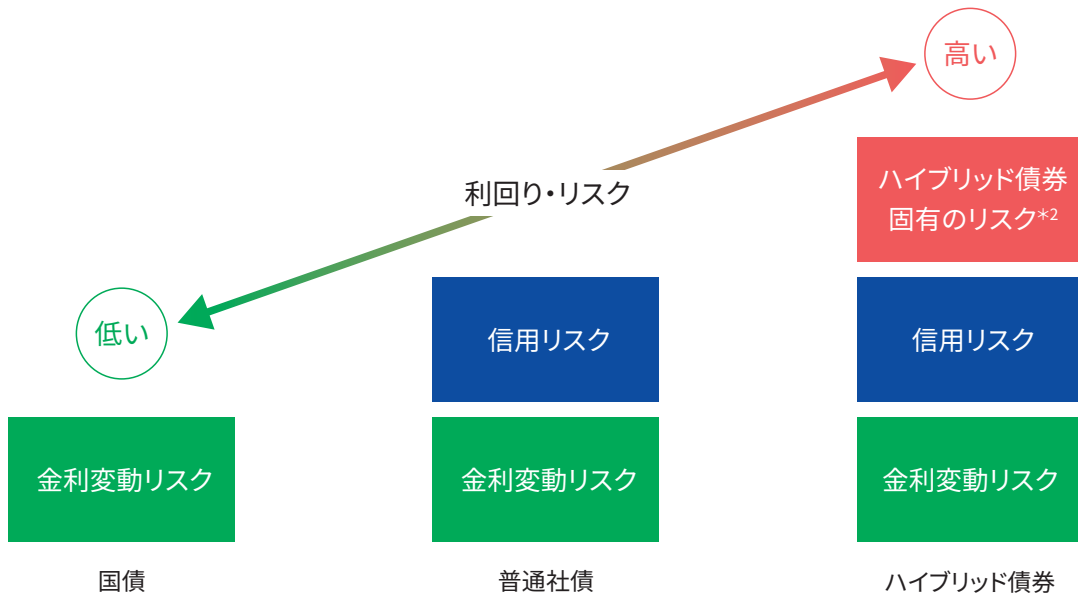 高い
ハイブリッド債券
固有のリスク*2
利回り・リスク
低い
信用リスク
信用リスク
金利変動リスク
金利変動リスク
金利変動リスク
国債
普通社債
ハイブリッド債券